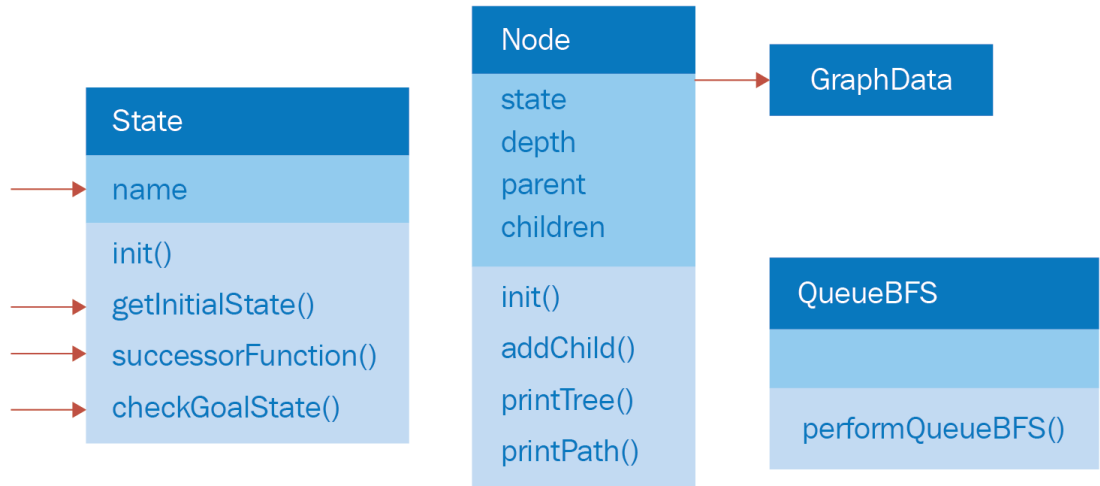 State
name
init()
getInitialState()
successorFunction()
checkGoalState()
Node
state
depth
parent
children
init()
addChild()
printTree()
printPath()
GraphData
QueueBFS
performQueueBFS()